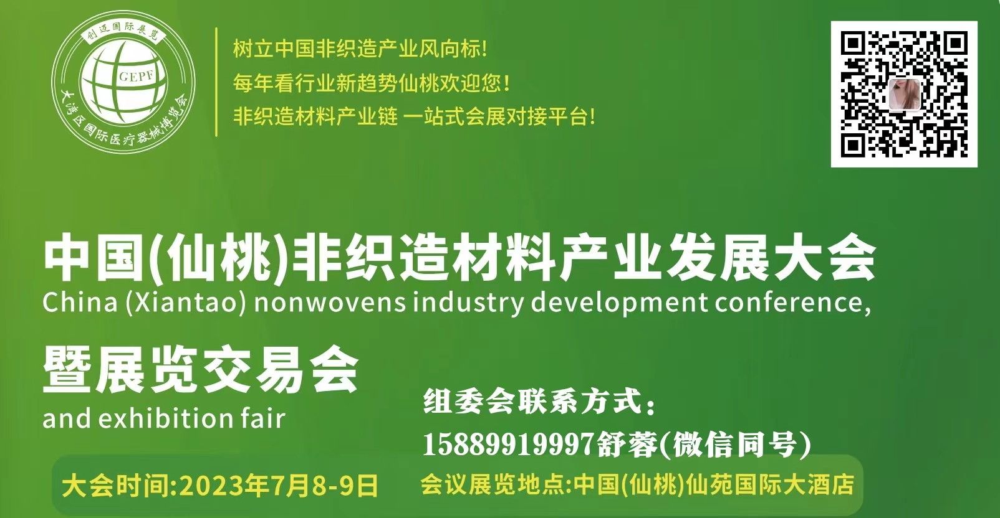 创迈国际展览
GEPF
大湾区国际医疗器械博览会
树立中国非织造产业风向标!
每年看行业新趋势仙桃欢迎您!
非织造材料产业链 一站式会展对接平台!
中国(仙桃)非织造材料产业发展大会
China (Xiantao) nonwovens industry development conference,
暨展览交易会
and exhibition fair
组委会联系方式：
15889919997舒蓉(微信同号)
大会时间:2023年7月8-9日
会议展览地点:中国(仙桃)仙苑国际大酒店